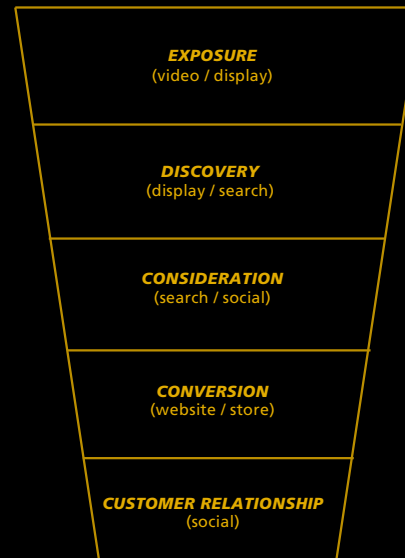 EXPOSURE
(video / display)
DISCOVERY
(display / search)
CONSIDERATION
(search / social)
CONVERSION
(website / store)
CUSTOMER RELATIONSHIP
(social)